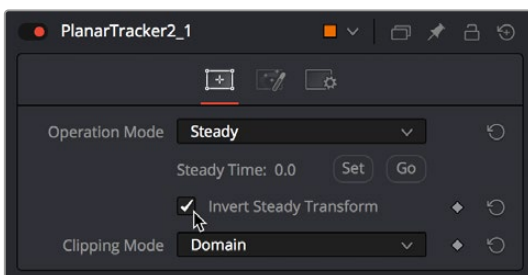 PlanarTracker2_1
Operation Mode Steady
Steady Time: 0.0 Set Go
Invert Steady Transform
Clipping Mode Domain